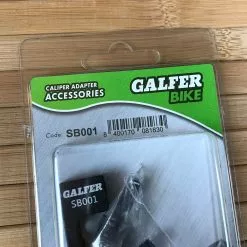 CALIPER ADAPTER
ACCESSORIES
GALFER
BIKE
Code: SB001
8 400170 081830
GALFER
SB001